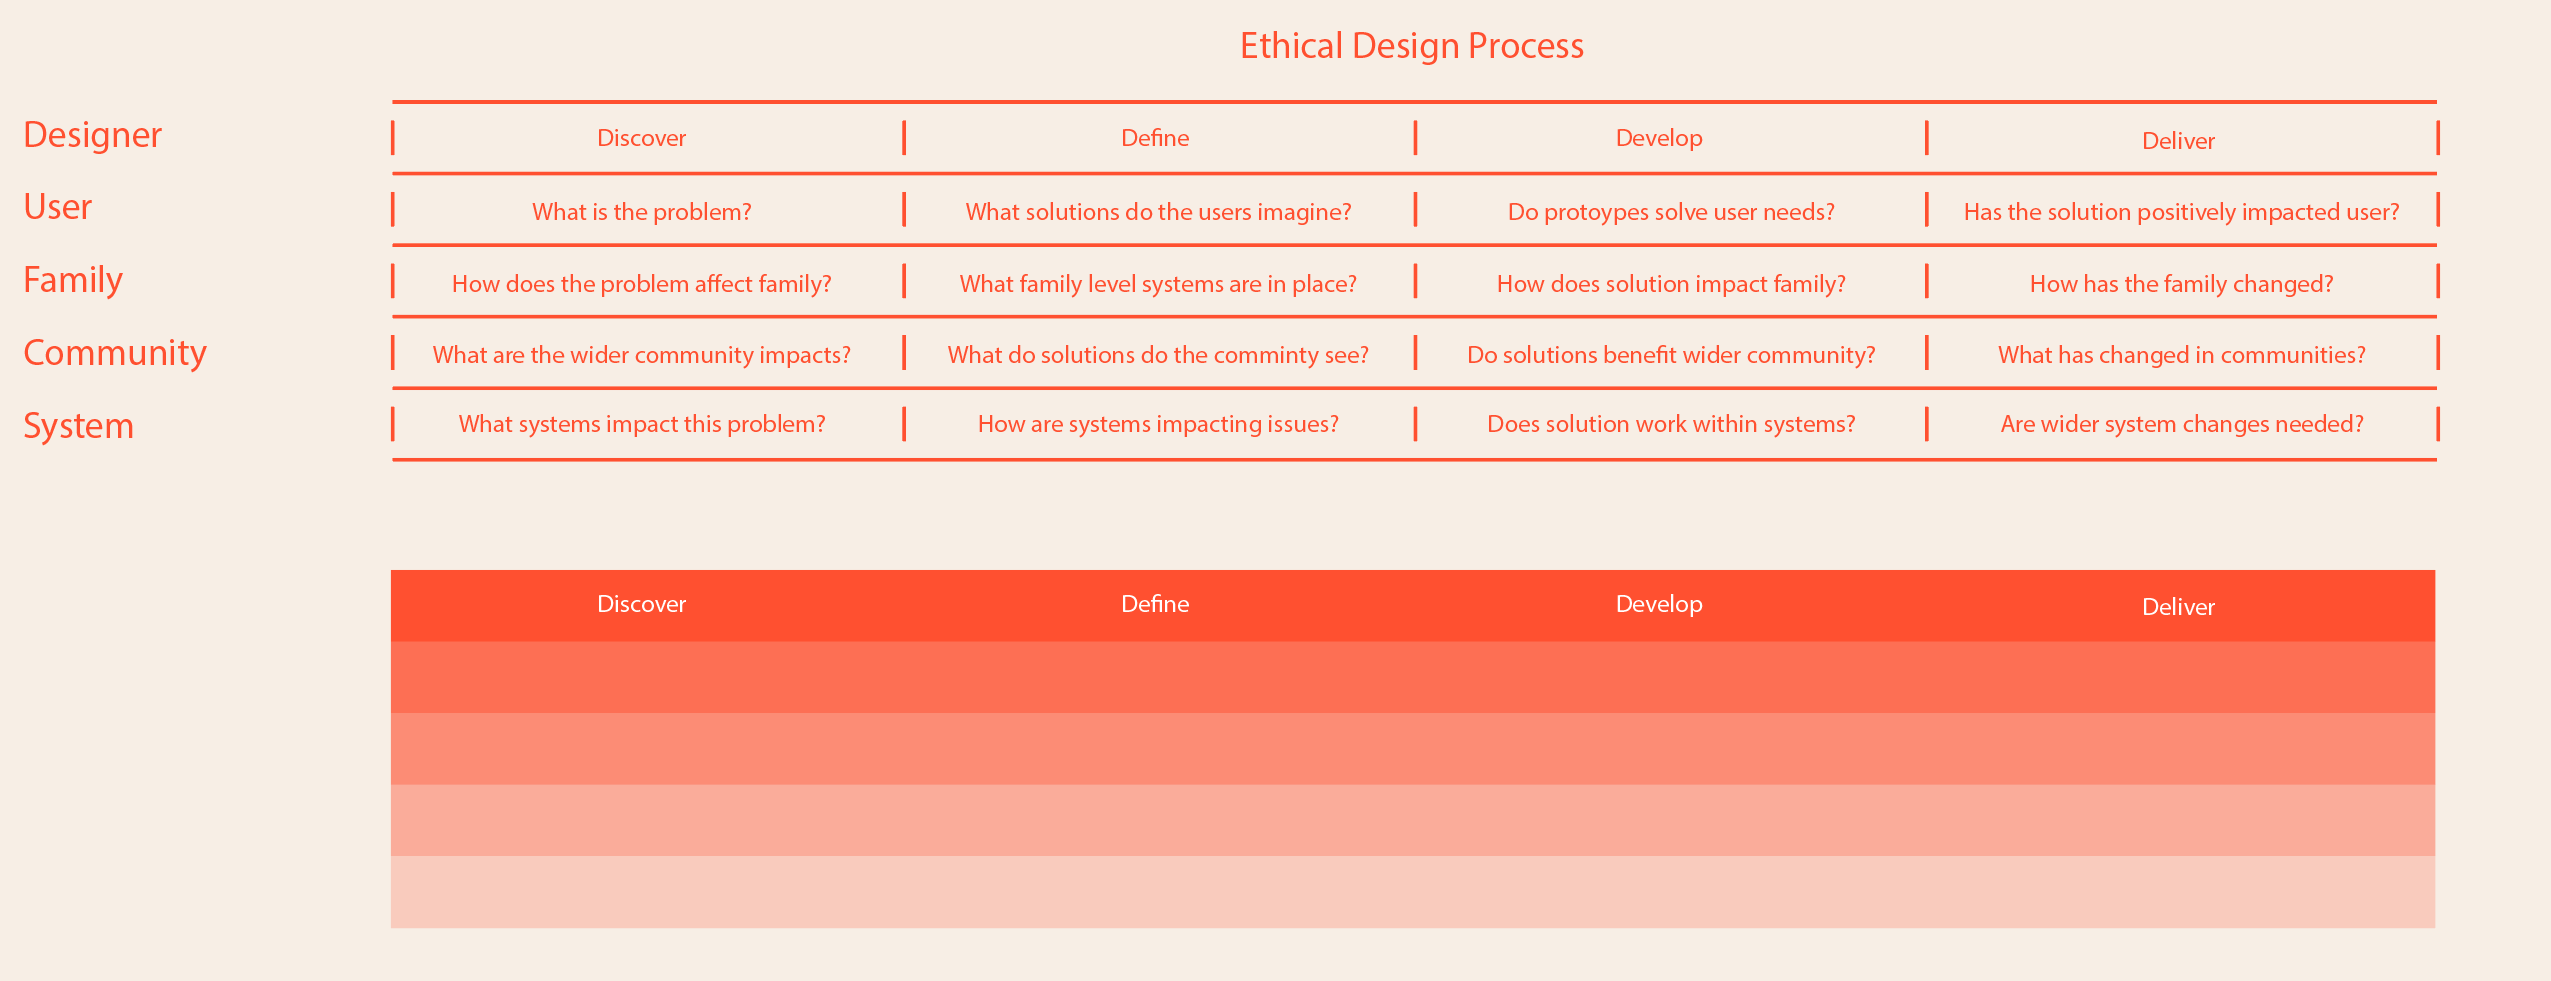 Ethical Design Process
Designer Discover Define Develop Deliver
User What is the problem? What solutions do the users imagine? Do protoypes solve user needs? Has the solution positively impacted user?
Family How does the problem affect family? What family level systems are in place? How does solution impact family? How has the family changed?
Community What are the wider community impacts? What do solutions do the comminty see? Do solutions benefit wider community? What has changed in communities?
System What systems impact this problem? How are systems impacting issues? Does solution work within systems? Are wider system changes needed?
Discover Define Develop Deliver